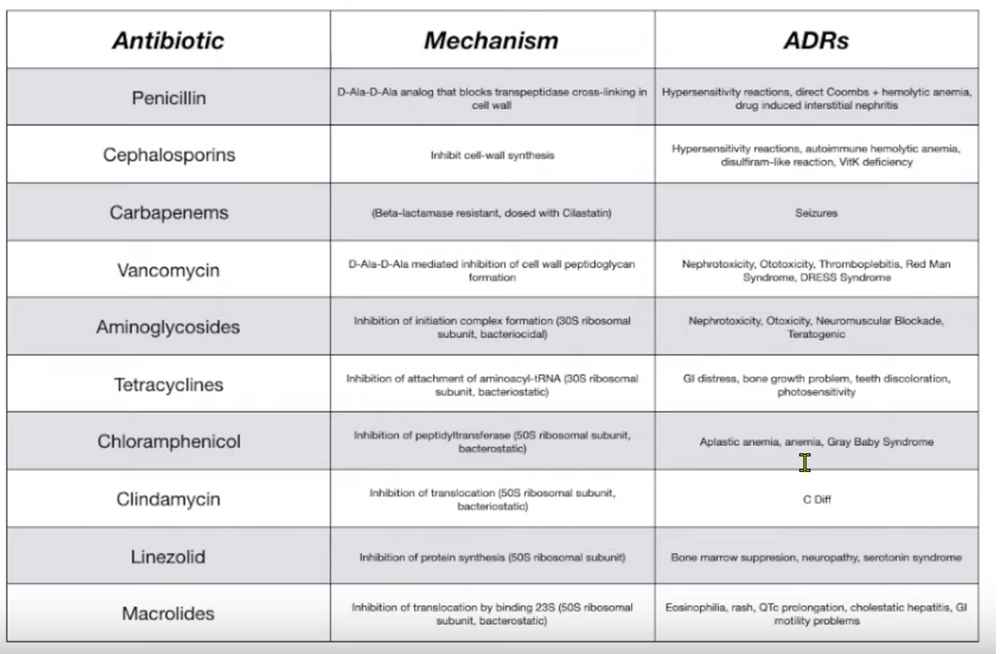 Antibiotic
Mechanism
ADRs
Penicillin
D-Ala-D-Ala analog that blocks transpeptidase cross-linking in
cell wall
Hypersensitivity reactions, direct Coombs + hemolytic anemia,
drug induced interstitial nephritis
Cephalosporins
Inhibit cell-wall synthesis
Hypersensitivity reactions, autoimmune hemolytic anemia,
disulfiram-like reaction, VitK deficiency
Carbapenems
(Beta-lactamase resistant, dosed with Cilastatin)
Seizures
Vancomycin
D-Ala-D-Ala mediated inhibition of cell wall peptidoglycan
formation
Nephrotoxicity, Ototoxicity, Thromboplebitis, Red Man
Syndrome, DRESS Syndrome
Aminoglycosides
Inhibition of initiation complex formation (30S ribosomal
subunit, bacteriocidal)
Nephrotoxicity, Otoxicity, Neuromuscular Blockade,
Teratogenic
Tetracyclines
Inhibition of attachment of aminoacyl-tRNA (30S ribosomal
subunit, bacteriostatic)
GI distress, bone growth problem, teeth discoloration,
photosensitivity
Chloramphenicol
Inhibition of peptidyltransferase (50S ribosomal subunit,
bacterostatic)
Aplastic anemia, anemia, Gray Baby Syndrome
Clindamycin
Inhibition of translocation (50S ribosomal subunit,
bacteriostatic)
C Diff
Linezolid
Inhibition of protein synthesis (50S ribosomal subunit)
Bone marrow suppresion, neuropathy, serotonin syndrome
Macrolides
Inhibition of translocation by binding 23S (50S ribosomal
subunit, bacterostatic)
Eosinophilia, rash, QTc prolongation, cholestatic hepatitis, GI
motility problems